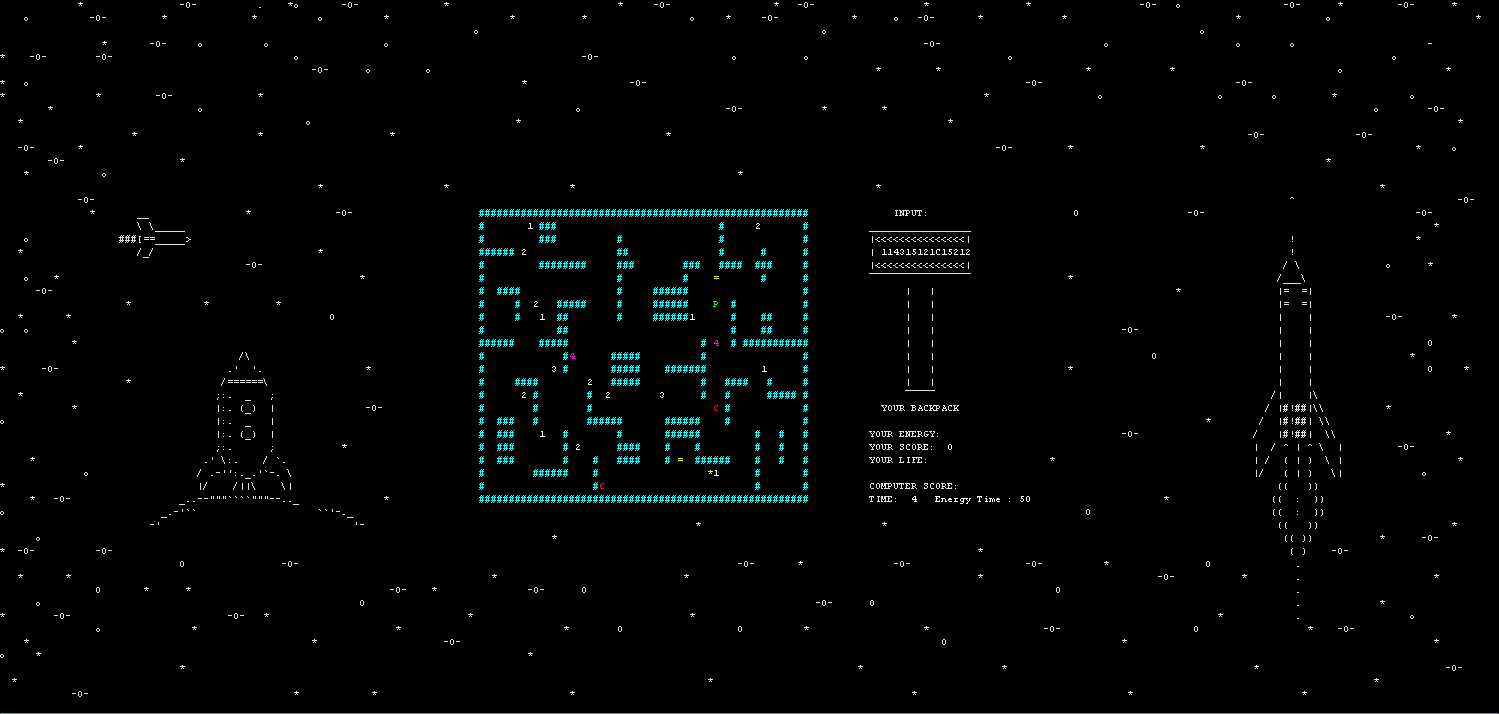 INPUT:
|<<<<<<<<<<<<<<<|
| 114315121C15212
|<<<<<<<<<<<<<<<|
YOUR BACKPACK
YOUR ENERGY:
YOUR SCORE:  0
YOUR LIFE:
COMPUTER SCORE:
TIME:  4   Energy Time : 50